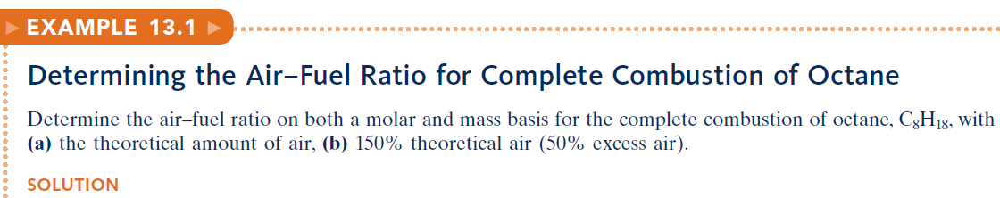 EXAMPLE 13.1
Determining the Air–Fuel Ratio for Complete Combustion of Octane
Determine the air–fuel ratio on both a molar and mass basis for the complete combustion of octane, C₈H₁₈, with
(a) the theoretical amount of air, (b) 150% theoretical air (50% excess air).
SOLUTION